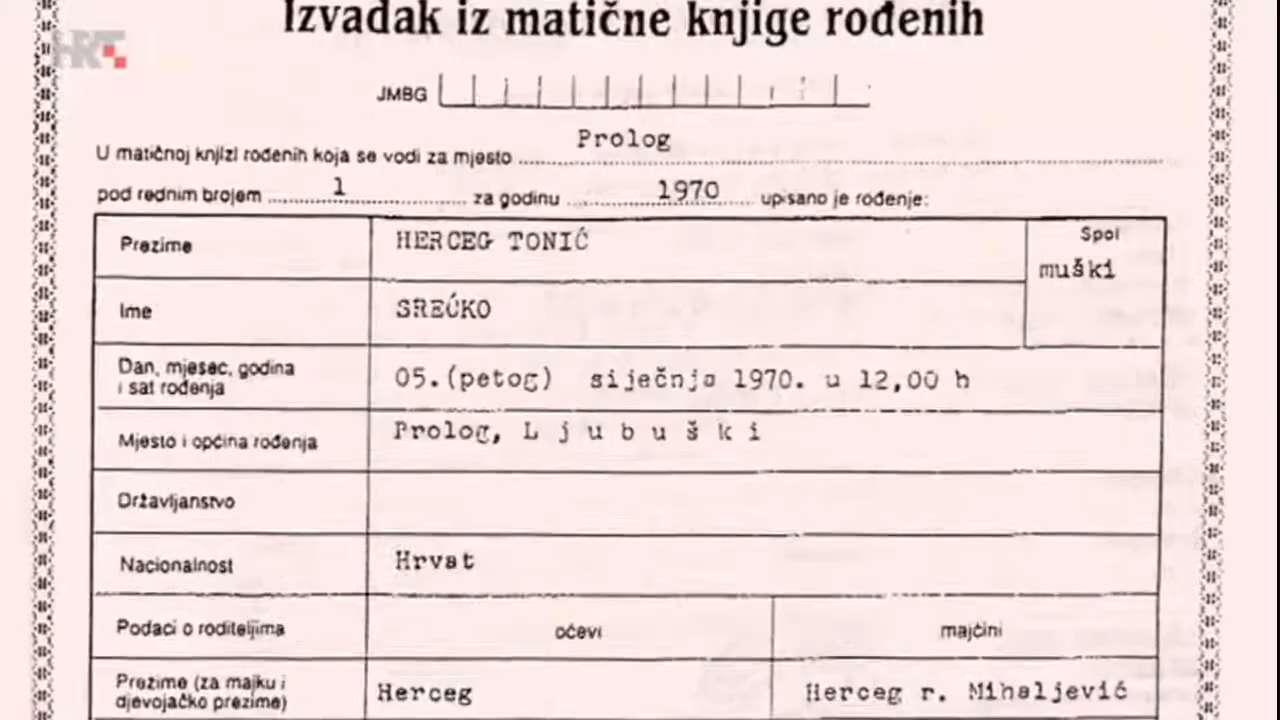 Izvadak iz matične knjige rođenih
HRT
JMBG
Prolog
U matičnoj knjizi rođenih koja se vodi za mjesto
pod rednim brojem 1 za godinu 1970 upisano je rođenje:
Prezime HERCEG TONIĆ Spol
muški
Ime SREĆKO
Dan, mjesec, godina
i sat rođenja 05.(petog) siječnja 1970. u 12,00 h
Mjesto i općina rođenja Prolog, L j u b u š k i
Državljanstvo
Nacionalnost Hrvat
Podaci o roditeljima očevi majčini
Prezime (za majku i
djevojačko prezime) Herceg Herceg r. Mihaljević